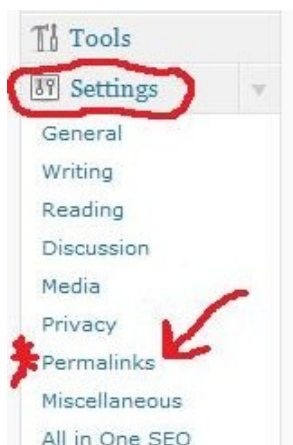 Tools
Settings
General
Writing
Reading
Discussion
Media
Privacy
Permalinks
Miscellaneous
All in One SEO